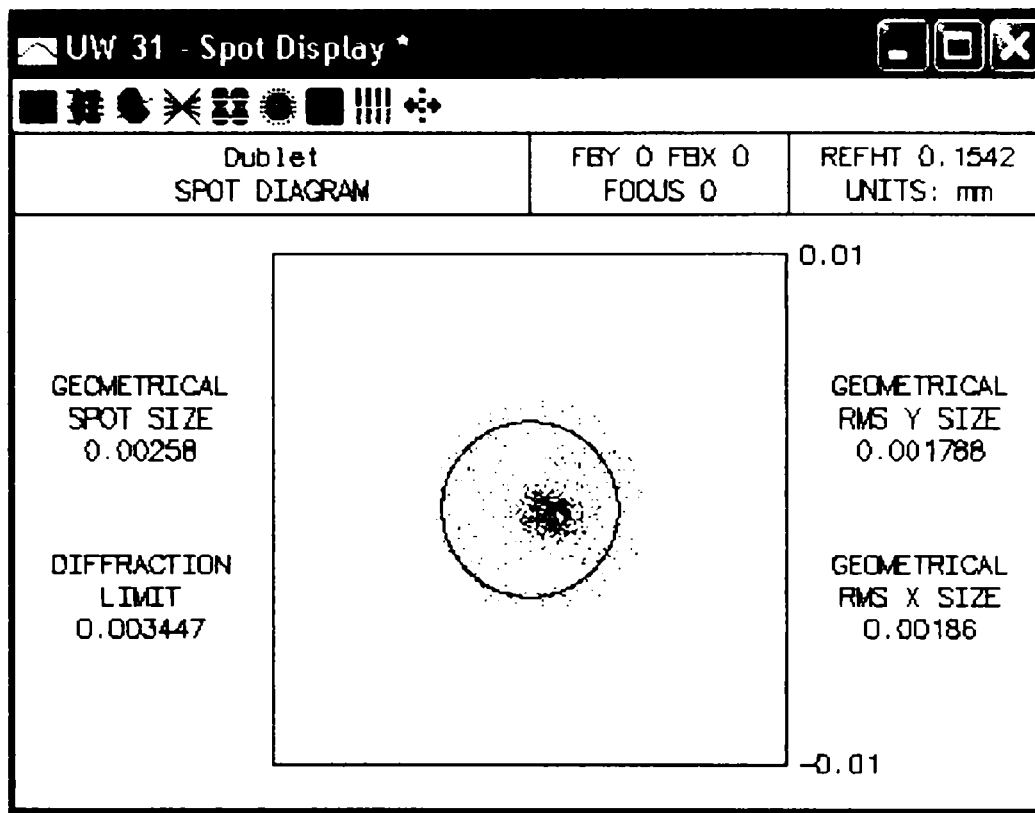 UW 31 - Spot Display *
Dublet
SPOT DIAGRAM
FBY 0 FBX 0
FOCUS 0
REFHT 0.1542
UNITS: mm
0.01
GEOMETRICAL
SPOT SIZE
0.00258
GEOMETRICAL
RMS Y SIZE
0.001788
DIFFRACTION
LIMIT
0.003447
GEOMETRICAL
RMS X SIZE
0.00186
-0.01